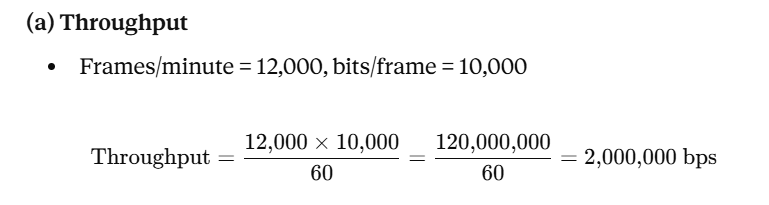 (a) Throughput
• Frames/minute = 12,000, bits/frame = 10,000
Throughput = 12,000 × 10,000 / 60 = 120,000,000 / 60 = 2,000,000 bps